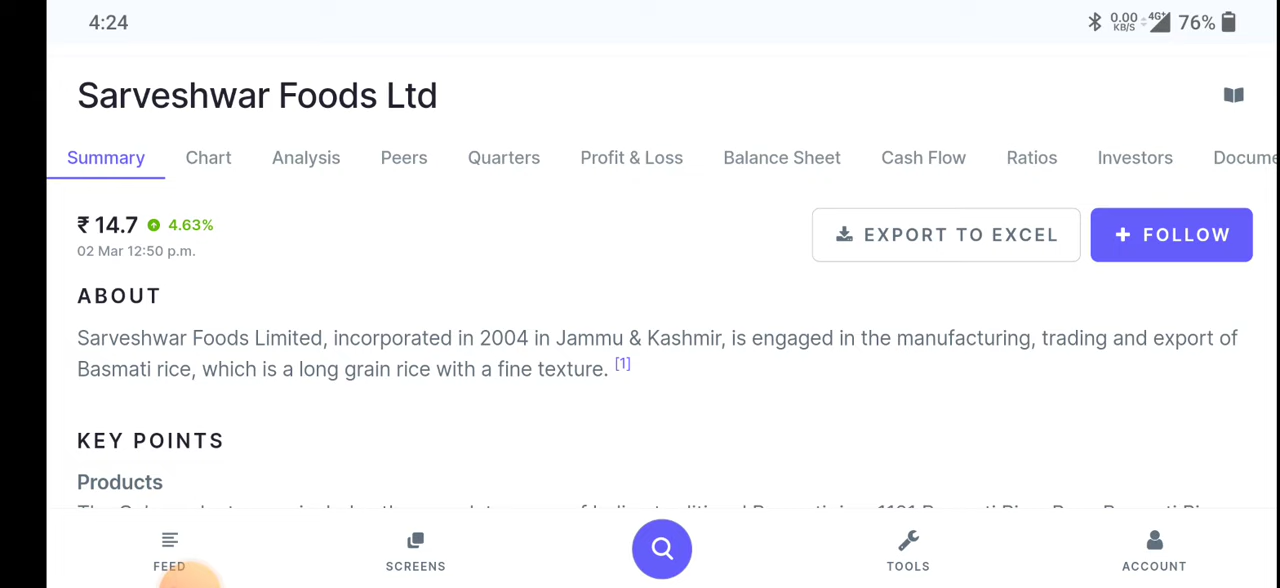 4:24
0.00 KB/S 4G+ 76%
Sarveshwar Foods Ltd
Summary Chart Analysis Peers Quarters Profit & Loss Balance Sheet Cash Flow Ratios Investors Docume
₹ 14.7 4.63%
02 Mar 12:50 p.m.
EXPORT TO EXCEL
+ FOLLOW
ABOUT
Sarveshwar Foods Limited, incorporated in 2004 in Jammu & Kashmir, is engaged in the manufacturing, trading and export of
Basmati rice, which is a long grain rice with a fine texture. [1]
KEY POINTS
Products
FEED SCREENS TOOLS ACCOUNT